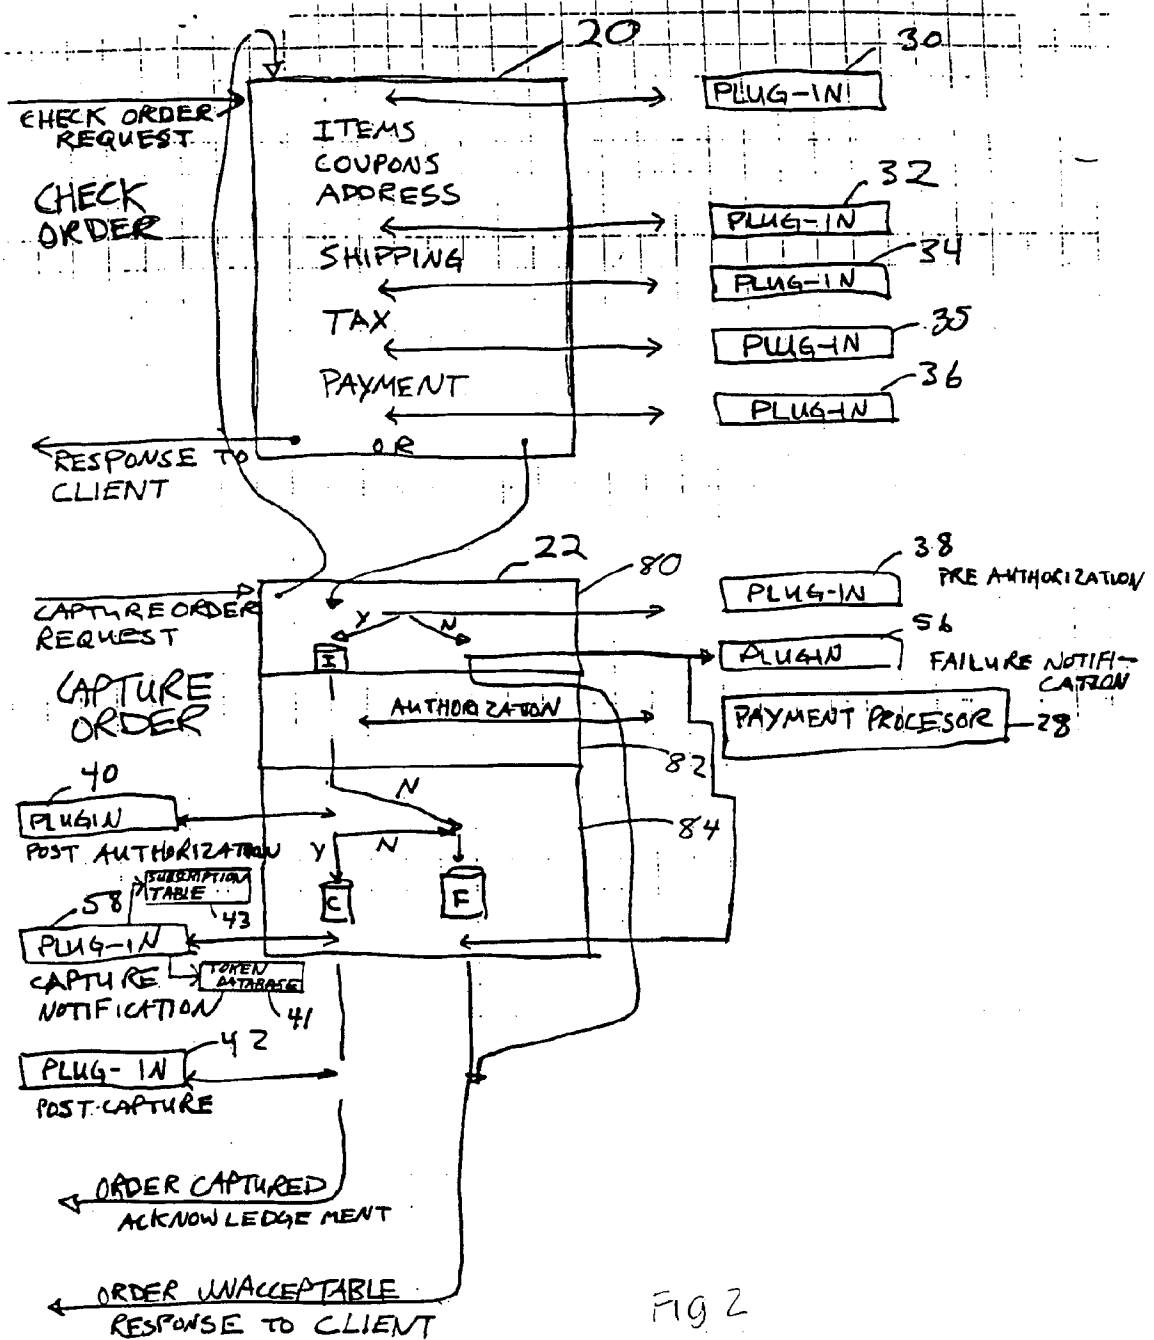 20
30
PLUG-IN
CHECK ORDER
REQUEST
ITEMS
COUPONS
ADDRESS
CHECK
ORDER
32
PLUG-IN
SHIPPING
34
PLUG-IN
TAX
35
PLUG-IN
PAYMENT
36
PLUG-IN
OR
RESPONSE TO
CLIENT
22
80
38
PLUG-IN
PRE AUTHORIZATION
CAPTURE ORDER
REQUEST
Y
N
56
I
PLUGIN
FAILURE NOTIFI-
CATION
CAPTURE
ORDER
AUTHORIZATION
PAYMENT PROCESOR
28
82
40
N
PLUGIN
84
POST AUTHORIZATION
Y
N
SUBSCRIPTION
TABLE
58
43
C
F
PLUG-IN
CAPTURE
NOTIFICATION
TOKEN
DATABASE
41
42
PLUG-IN
POST-CAPTURE
ORDER CAPTURED
ACKNOWLEDGEMENT
ORDER UNACCEPTABLE
RESPONSE TO CLIENT
FIG 2